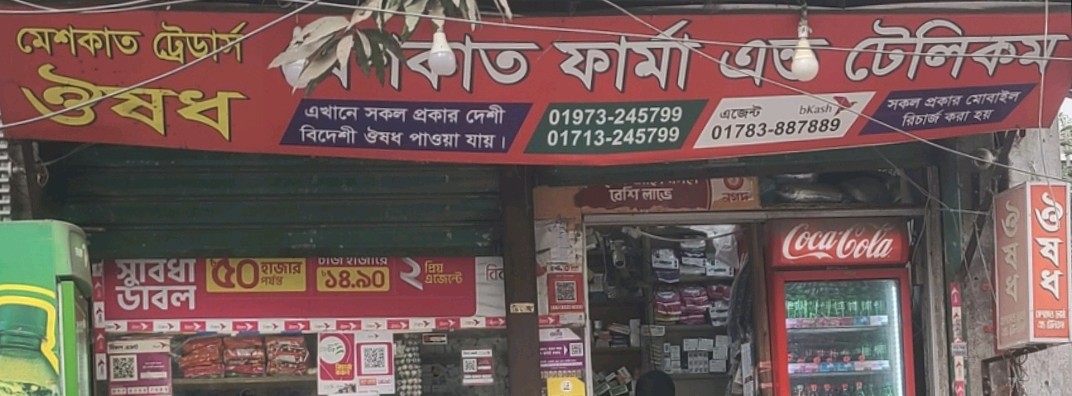 মেশকাত ট্রেডার্স
ঔষধ
ফার্মা এন্ড টেলিকম
এখানে সকল প্রকার দেশী
বিদেশী ঔষধ পাওয়া যায়।
01973-245799
01713-245799
এজেন্ট bKash
01783-887889
সকল প্রকার মোবাইল
রিচার্জ করা হয়
বেশি লাভে
নগদ
Coca-Cola
ঔষধ
ঔষধ
সুবিধা
ডাবল
৫০ হাজার
পর্যন্ত
১৪.৯০
২ প্রিয়
এজেন্টে